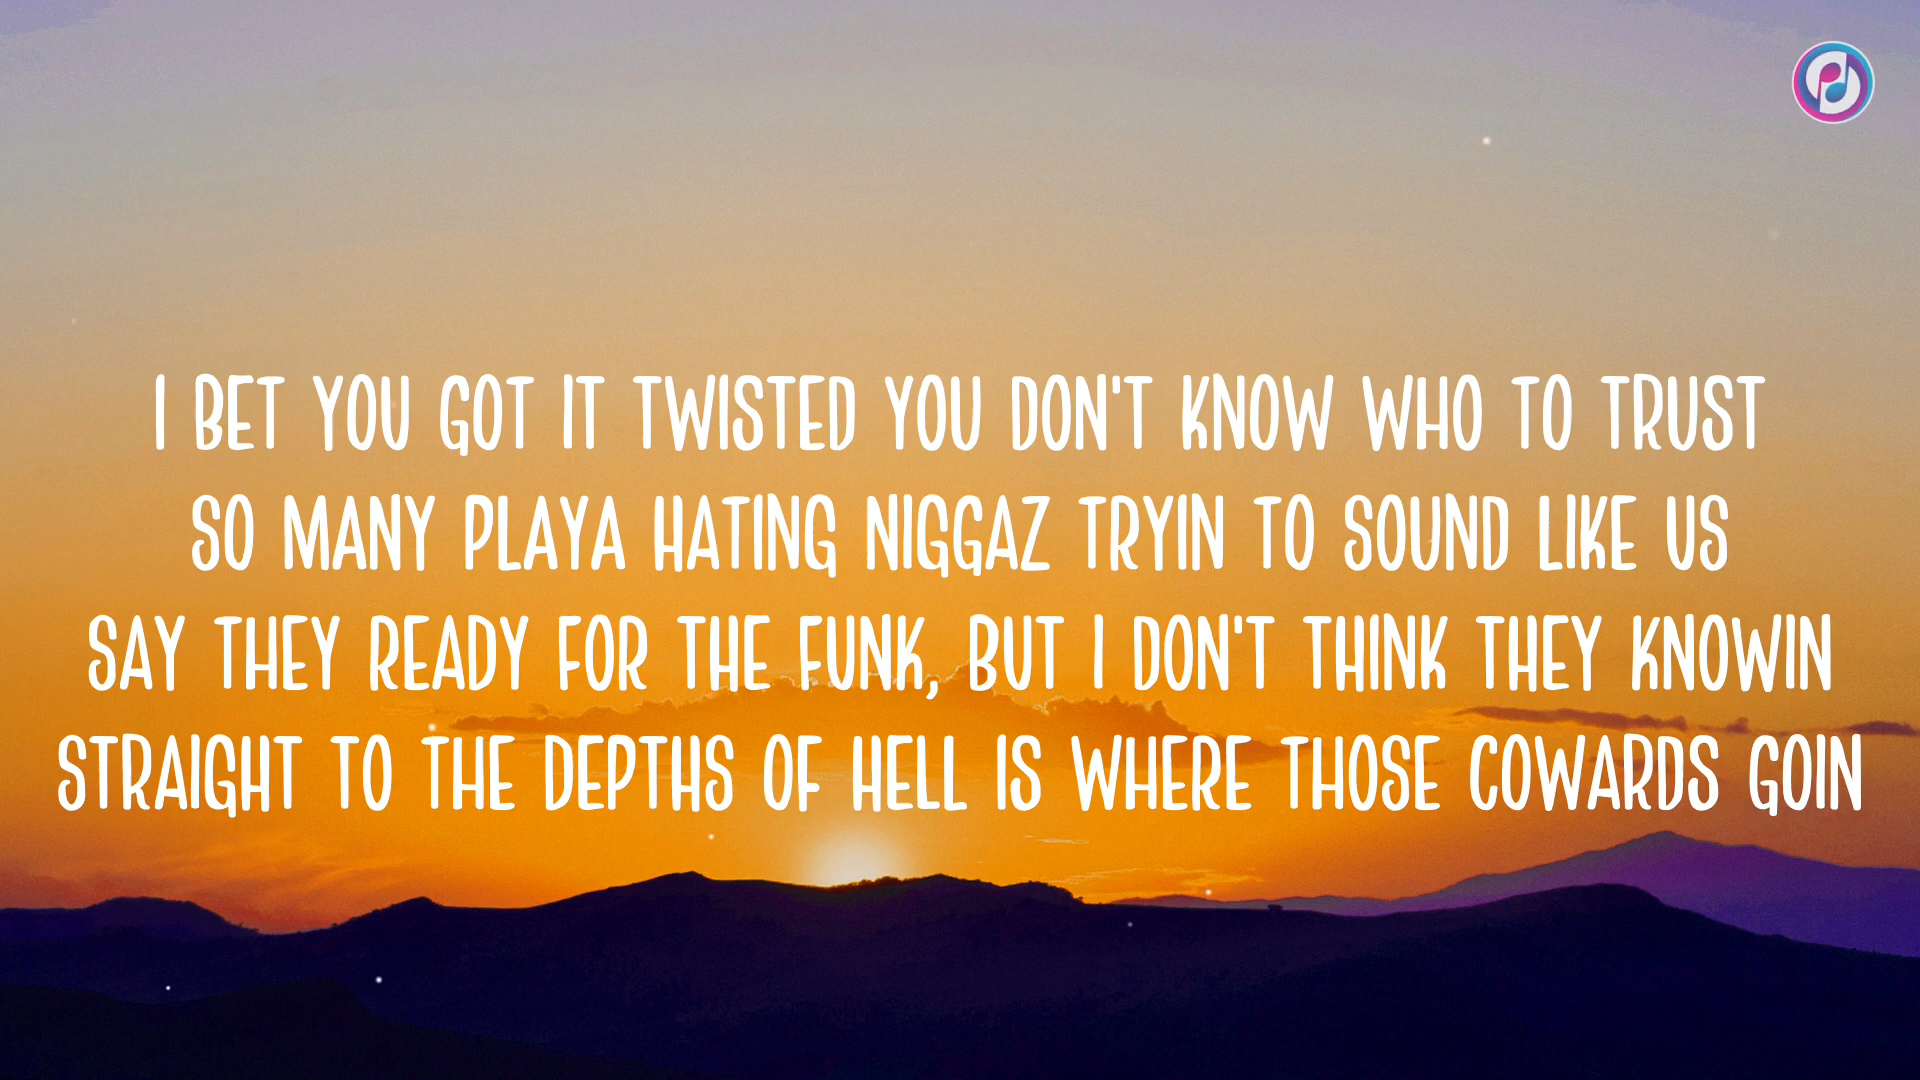 I BET YOU GOT IT TWISTED YOU DON'T KNOW WHO TO TRUST
SO MANY PLAYA HATING NIGGAZ TRYIN TO SOUND LIKE US
SAY THEY READY FOR THE FUNK, BUT I DON'T THINK THEY KNOWIN
STRAIGHT TO THE DEPTHS OF HELL IS WHERE THOSE COWARDS GOIN